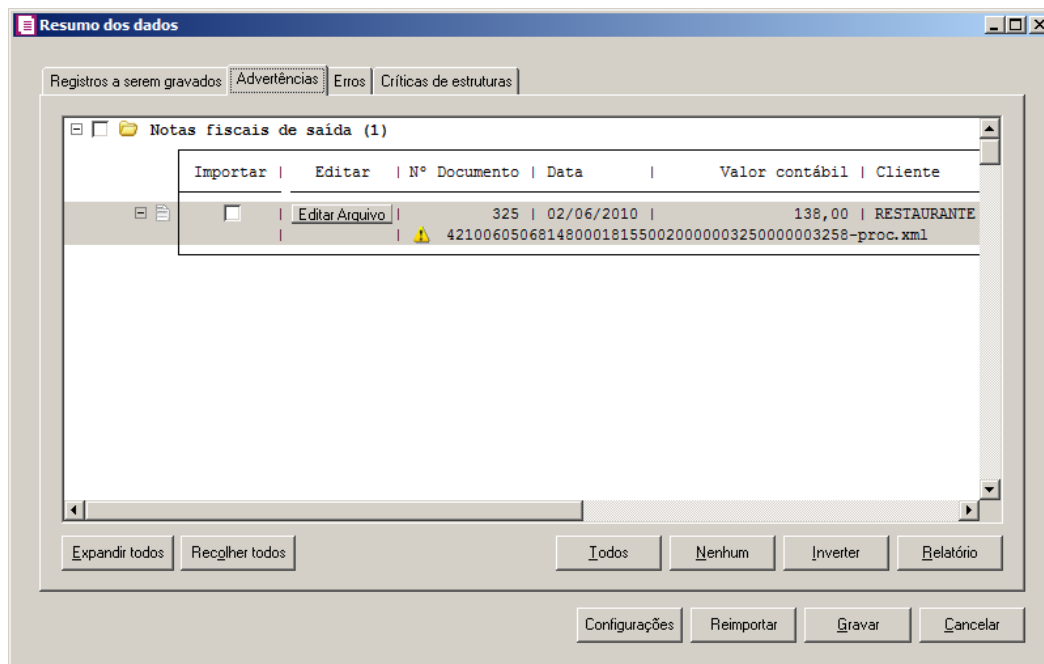 Resumo dos dados
Registros a serem gravados Advertências Erros Críticas de estruturas
Notas fiscais de saída (1)
Importar | Editar | Nº Documento | Data | Valor contábil | Cliente
| Editar Arquivo | 325 | 02/06/2010 | 138,00 | RESTAURANTE
| | 42100605068148000181550020000003250000003258-proc.xml
Expandir todos Recolher todos Todos Nenhum Inverter Relatório
Configurações Reimportar Gravar Cancelar